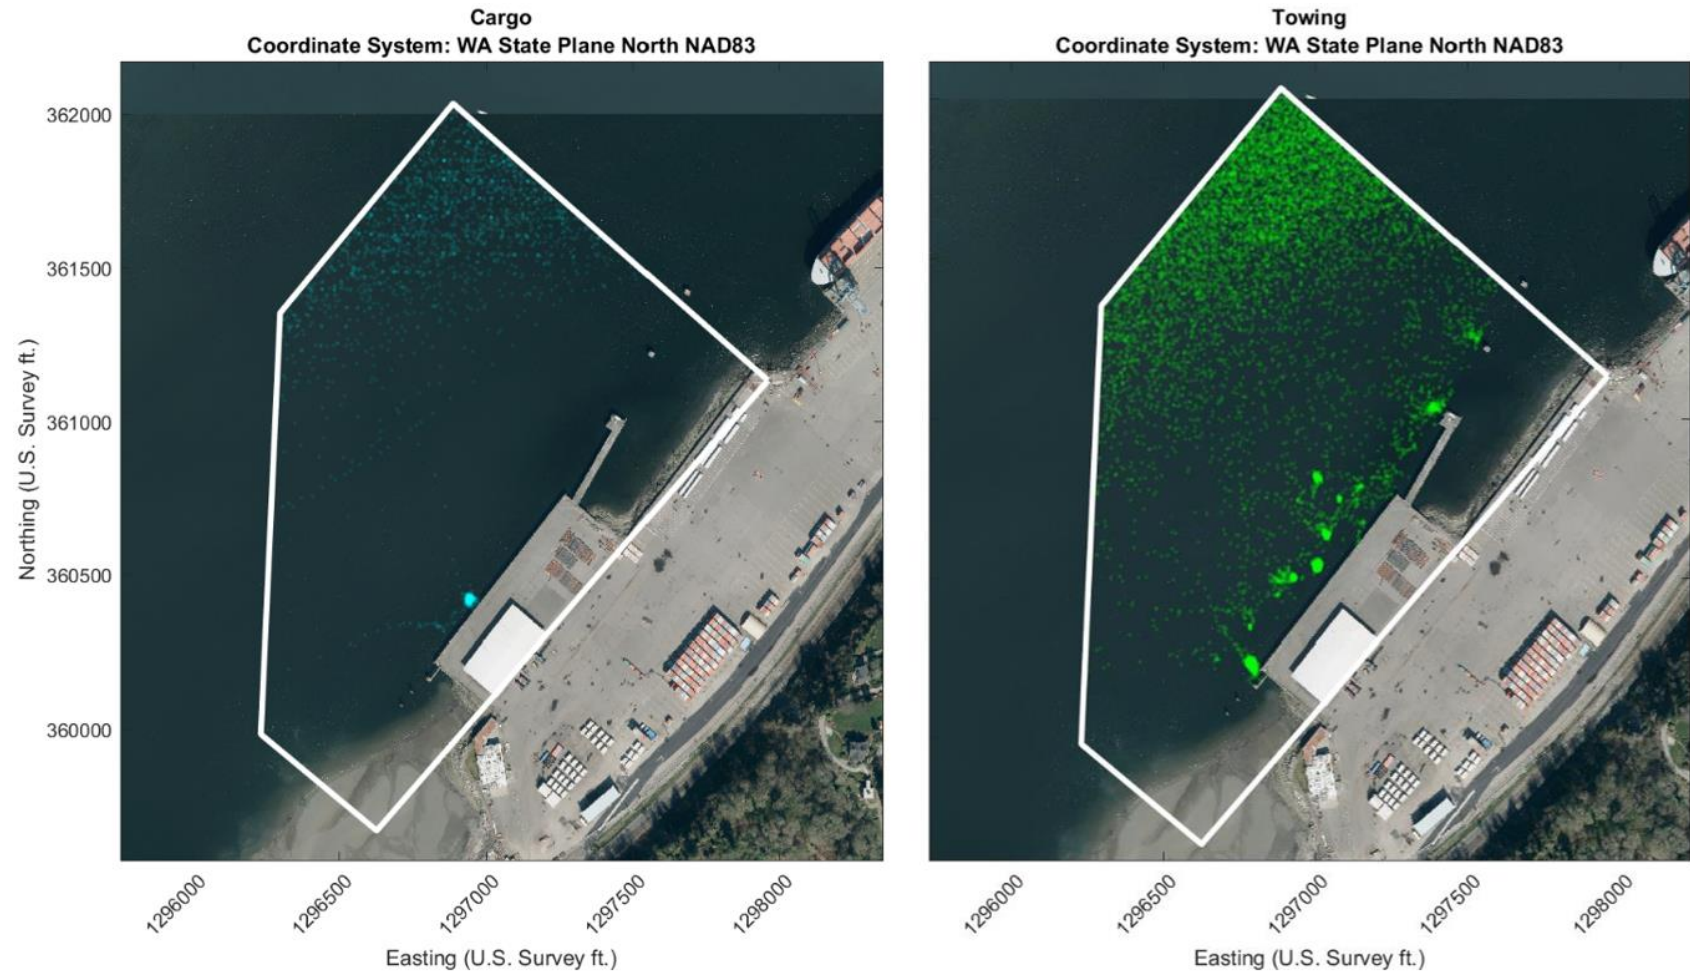 Cargo
Coordinate System: WA State Plane North NAD83
Towing
Coordinate System: WA State Plane North NAD83
Northing (U.S. Survey ft.)
362000
361500
361000
360500
360000
1296000
1296500
1297000
1297500
1298000
Easting (U.S. Survey ft.)
1296000
1296500
1297000
1297500
1298000
Easting (U.S. Survey ft.)